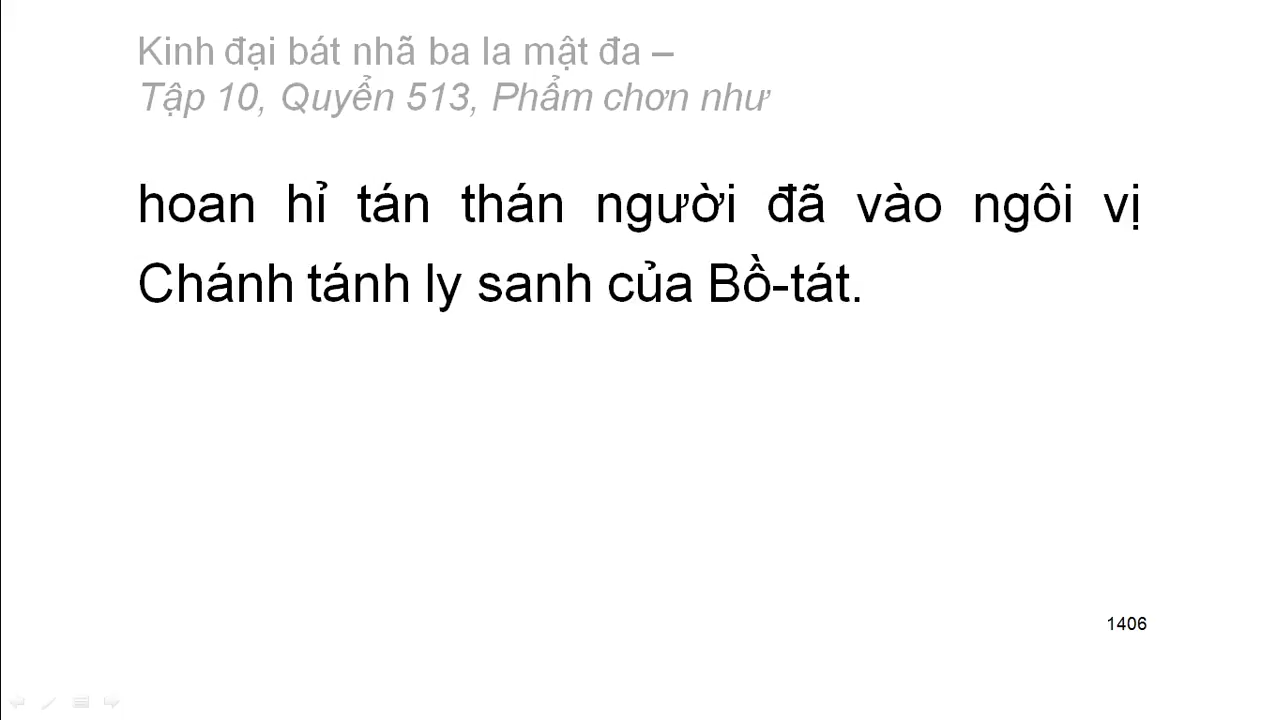 Kinh đại bát nhã ba la mật đa –
Tập 10, Quyển 513, Phẩm chơn như
hoan hỉ tán thán người đã vào ngôi vị
Chánh tánh ly sanh của Bồ-tát.
1406